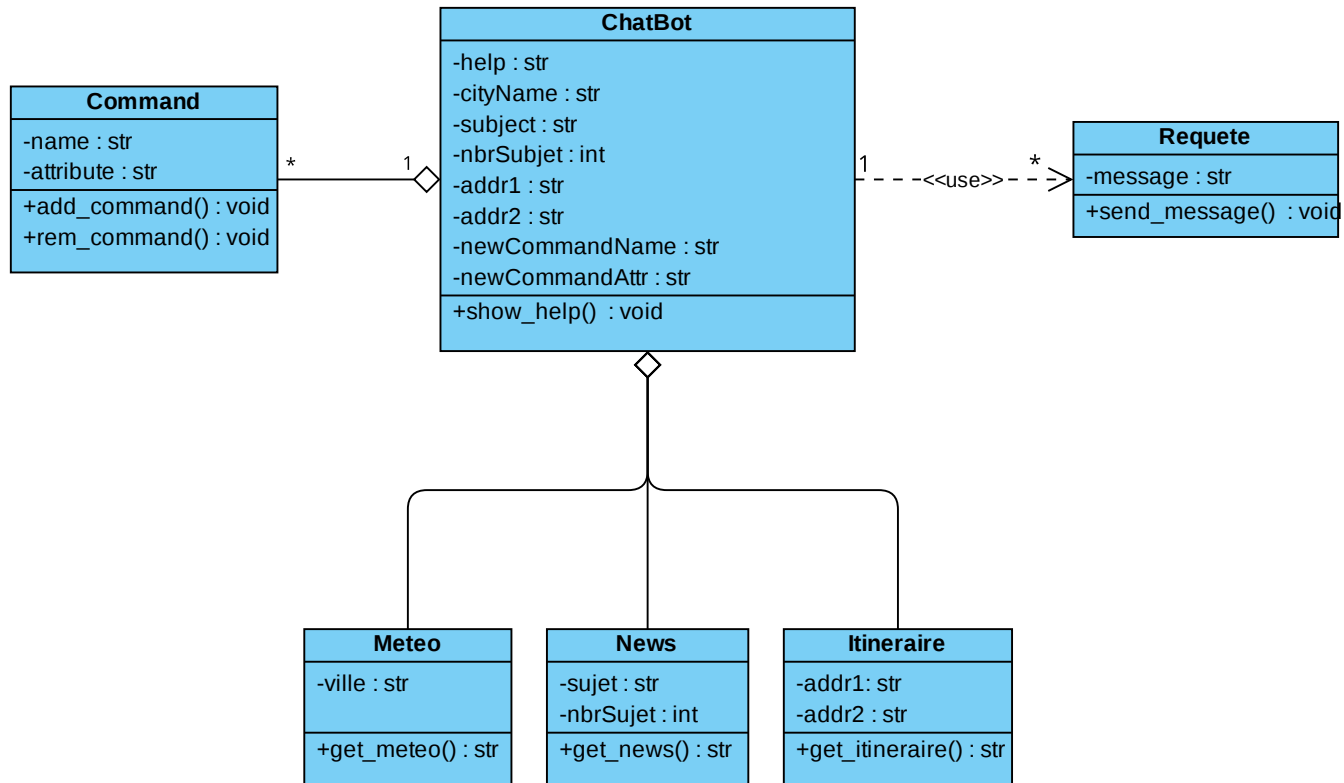 ChatBot
-help : str
-cityName : str
-subject : str
-nbrSubjet : int
-addr1 : str
-addr2 : str
-newCommandName : str
-newCommandAttr : str
+show_help() : void
Command
-name : str
-attribute : str
+add_command() : void
+rem_command() : void
* 1
1 <<use>> *
Requete
-message : str
+send_message() : void
Meteo
-ville : str
+get_meteo() : str
News
-sujet : str
-nbrSujet : int
+get_news() : str
Itineraire
-addr1: str
-addr2 : str
+get_itineraire() : str